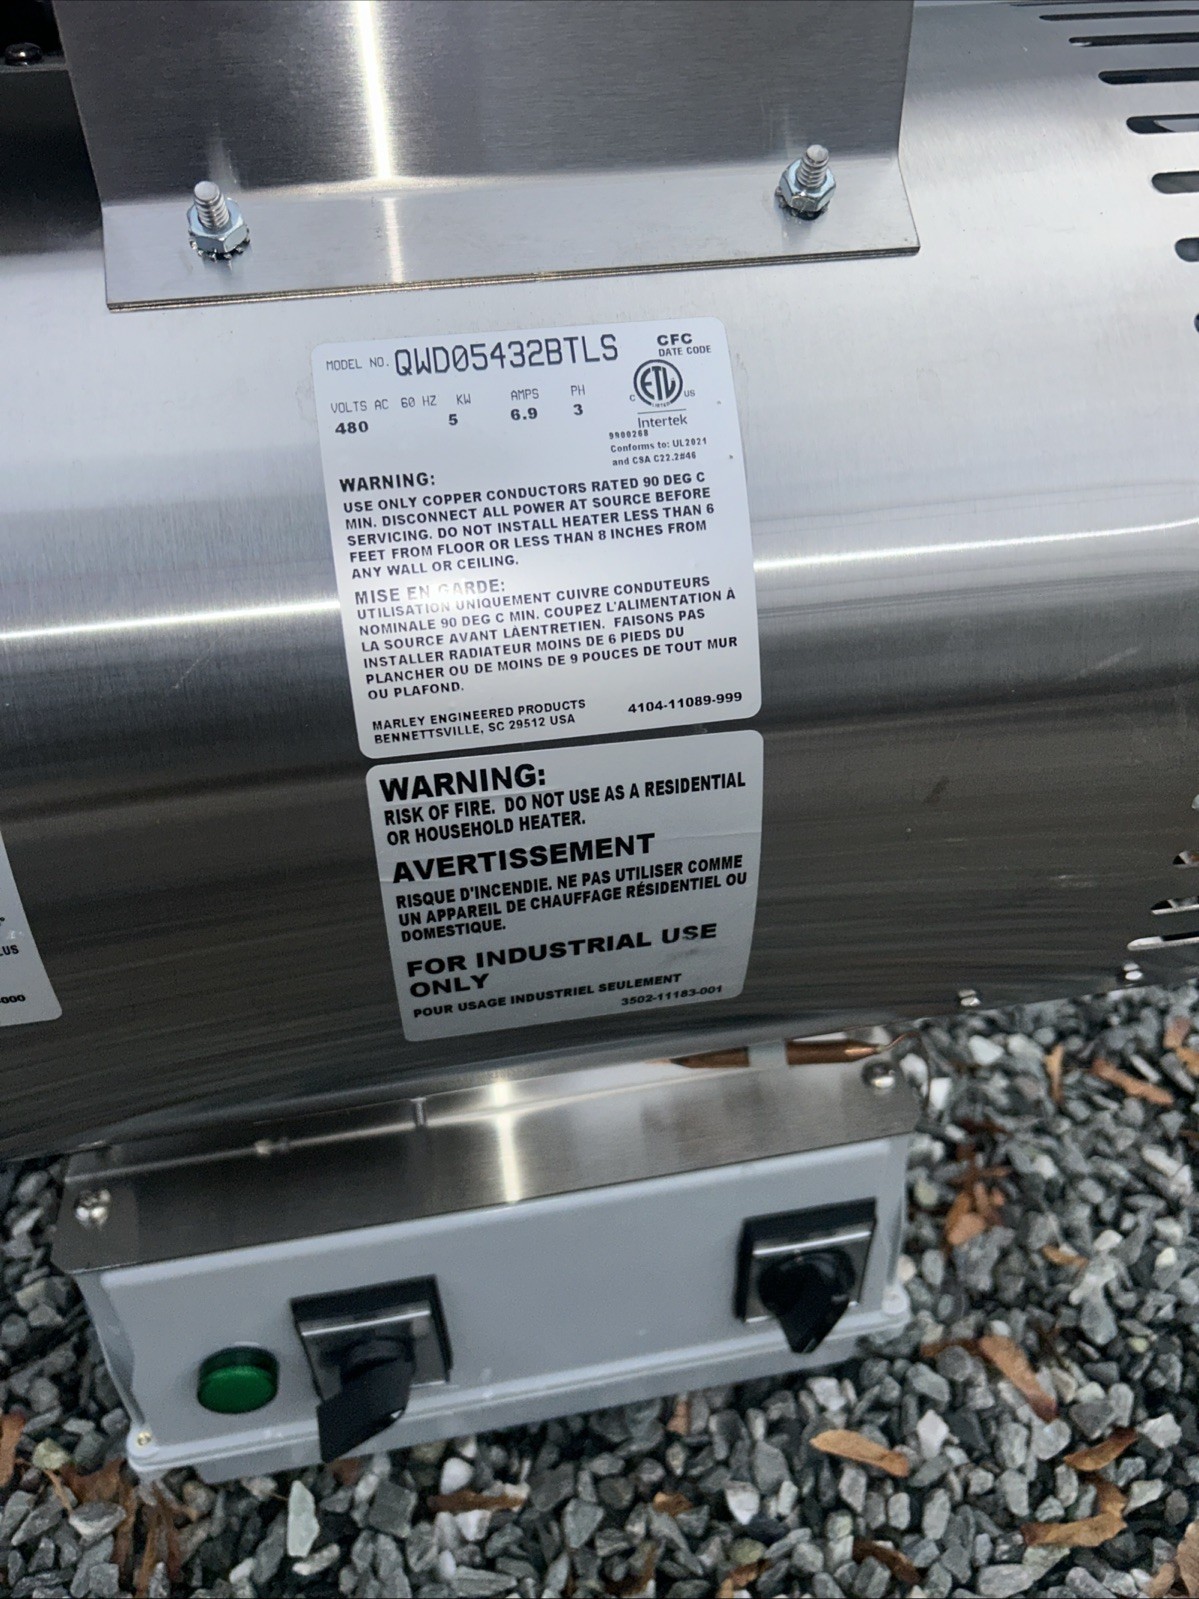 MODEL NO. QWD05432BTLS
CFC
DATE CODE
VOLTS AC 60 HZ KW AMPS PH
480 5 6.9 3
C ETL US
LISTED
Intertek
9900268
Conforms to: UL2021
and CSA C22.2#46
WARNING:
USE ONLY COPPER CONDUCTORS RATED 90 DEG C
MIN. DISCONNECT ALL POWER AT SOURCE BEFORE
SERVICING. DO NOT INSTALL HEATER LESS THAN 6
FEET FROM FLOOR OR LESS THAN 8 INCHES FROM
ANY WALL OR CEILING.
MISE EN GARDE:
UTILISATION UNIQUEMENT CUIVRE CONDUTEURS
NOMINALE 90 DEG C MIN. COUPEZ L'ALIMENTATION À
LA SOURCE AVANT LÀENTRETIEN. FAISONS PAS
INSTALLER RADIATEUR MOINS DE 6 PIEDS DU
PLANCHER OU DE MOINS DE 9 POUCES DE TOUT MUR
OU PLAFOND.
MARLEY ENGINEERED PRODUCTS
BENNETTSVILLE, SC 29512 USA
4104-11089-999
WARNING:
RISK OF FIRE. DO NOT USE AS A RESIDENTIAL
OR HOUSEHOLD HEATER.
AVERTISSEMENT
RISQUE D'INCENDIE. NE PAS UTILISER COMME
UN APPAREIL DE CHAUFFAGE RÉSIDENTIEL OU
DOMESTIQUE.
FOR INDUSTRIAL USE
ONLY
POUR USAGE INDUSTRIEL SEULEMENT
3502-11183-001
LUS
-000